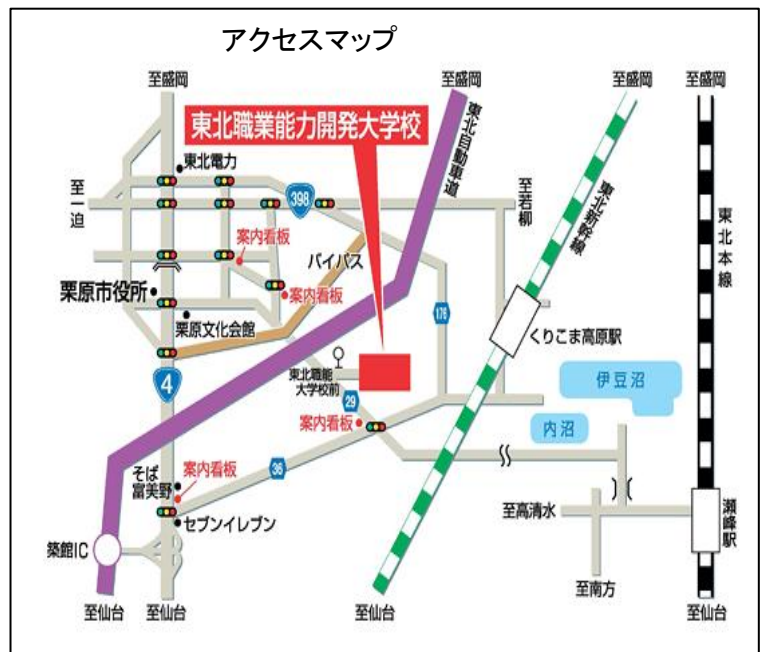 アクセスマップ
至盛岡
至盛岡
至盛岡
至盛岡
東北職業能力開発大学校
東北自動車道
東北電力
至一迫
398
至若柳
東北新幹線
東北本線
案内看板
バイパス
案内看板
栗原市役所
栗原文化会館
176
くりこま高原駅
4
東北職能
大学校前
29
伊豆沼
内沼
案内看板
36
そば
富美野
案内看板
セブンイレブン
至高清水
瀬峰駅
築館IC
至南方
至仙台
至仙台
至仙台
至仙台